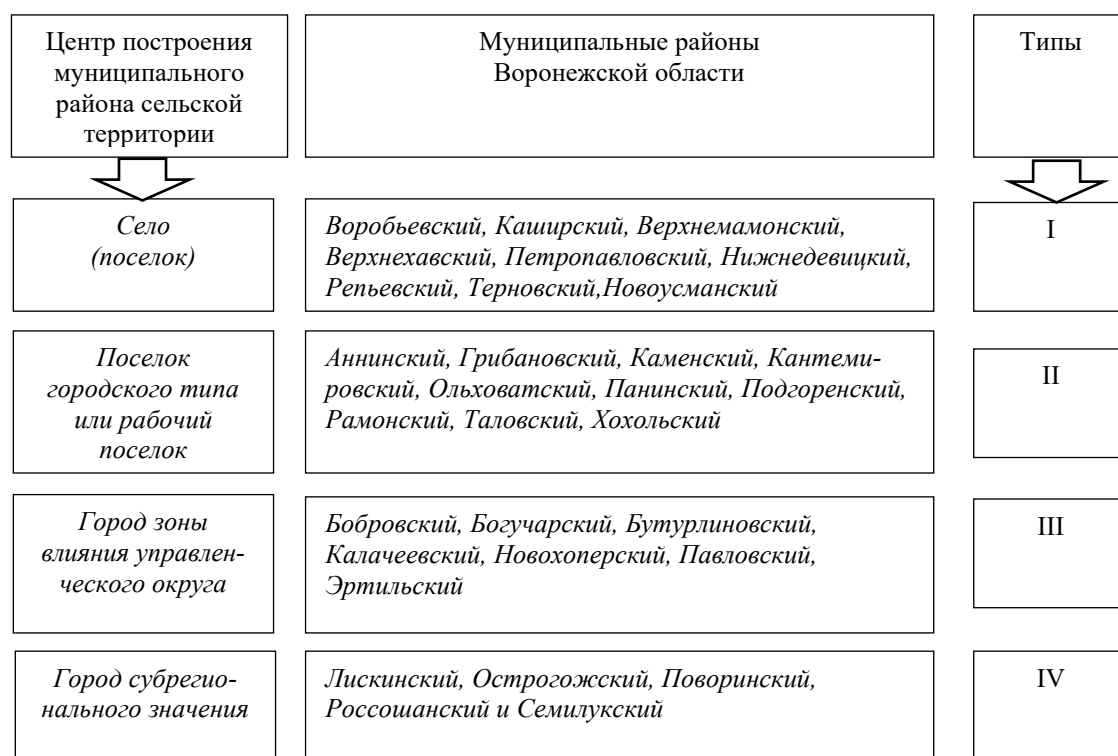 Центр построения
муниципального
района сельской
территории
Муниципальные районы
Воронежской области
Типы
Село
(поселок)
Воробьевский, Каширский, Верхнемамонский,
Верхнехавский, Петропавловский, Нижнедевицкий,
Репьевский, Терновский,Новоусманский
I
Поселок
городского типа
или рабочий
поселок
Аннинский, Грибановский, Каменский, Кантеми-
ровский, Ольховатский, Панинский, Подгоренский,
Рамонский, Таловский, Хохольский
II
Город зоны
влияния управлен-
ческого округа
Бобровский, Богучарский, Бутурлиновский,
Калачеевский, Новохоперский, Павловский,
Эртильский
III
Город субрегио-
нального значения
Лискинский, Острогожский, Поворинский,
Россошанский и Семилукский
IV